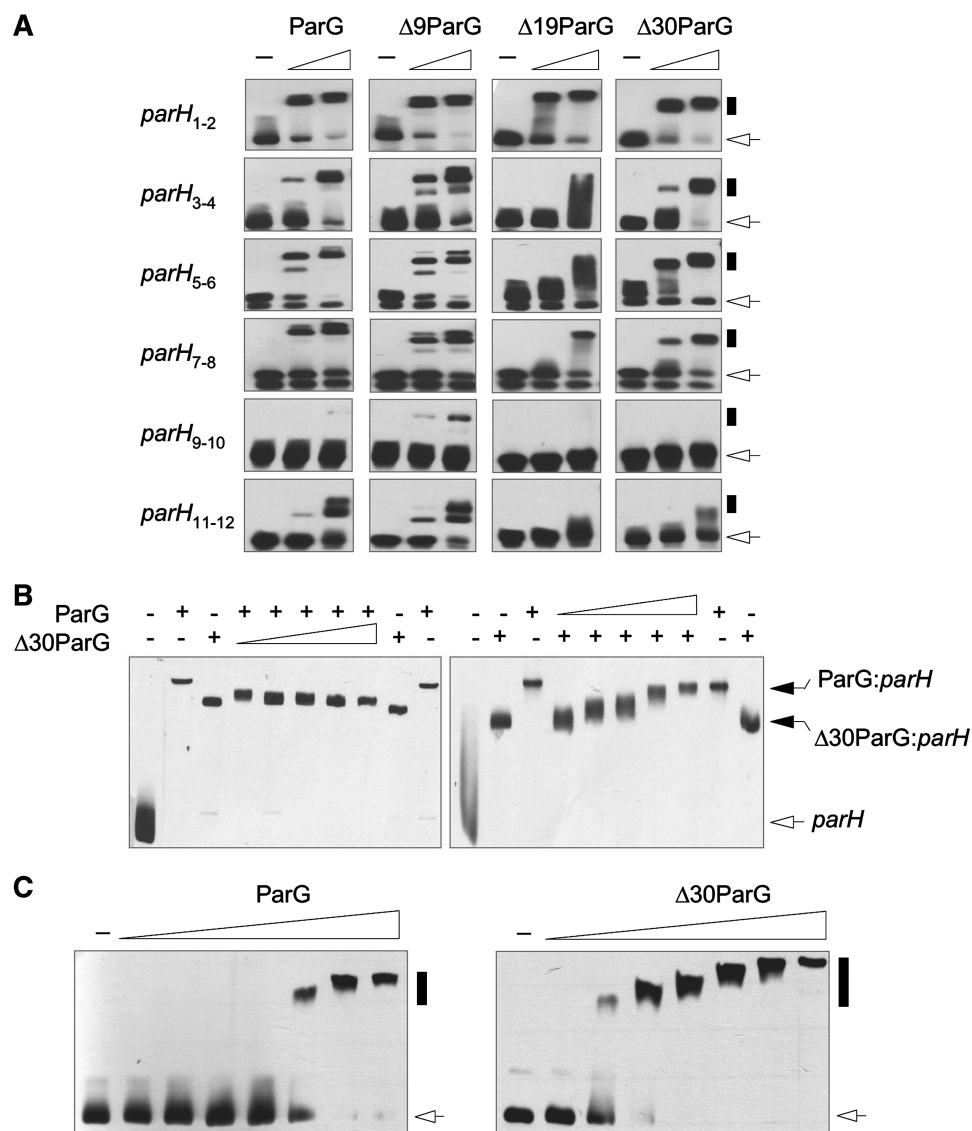 A
ParG Δ9ParG Δ19ParG Δ30ParG
– – – –
parH1-2
parH3-4
parH5-6
parH7-8
parH9-10
parH11-12
B
ParG - + - + + + + + - + - - + + -
Δ30ParG - - + + - - + - + + + + + - +
ParG:parH
Δ30ParG:parH
parH
C
ParG Δ30ParG
– –